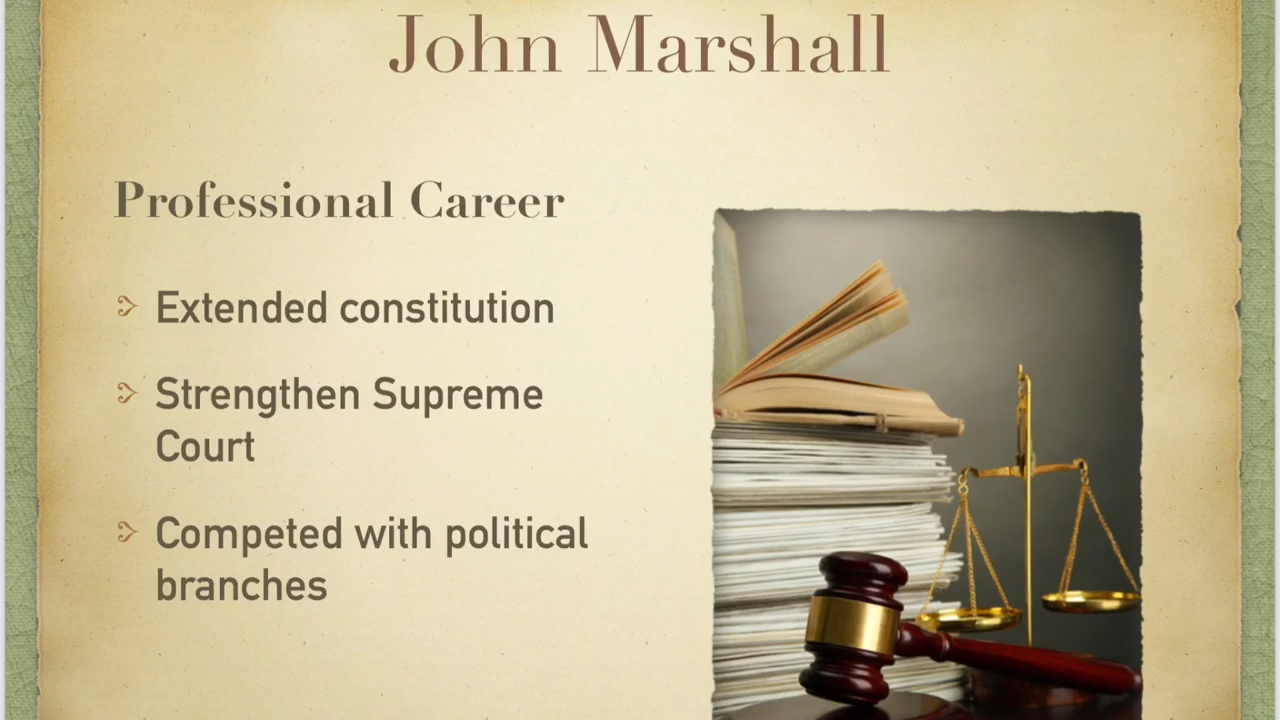 John Marshall
Professional Career
Extended constitution
Strengthen Supreme
Court
Competed with political
branches